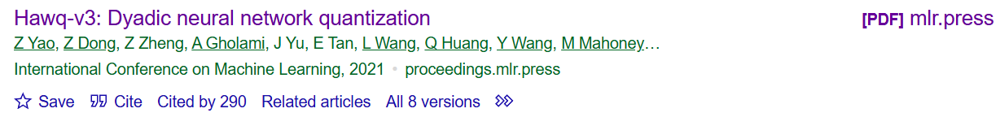 Hawq-v3: Dyadic neural network quantization [PDF] mlr.press
Z Yao, Z Dong, Z Zheng, A Gholami, J Yu, E Tan, L Wang, Q Huang, Y Wang, M Mahoney…
International Conference on Machine Learning, 2021 • proceedings.mlr.press
Save Cite Cited by 290 Related articles All 8 versions